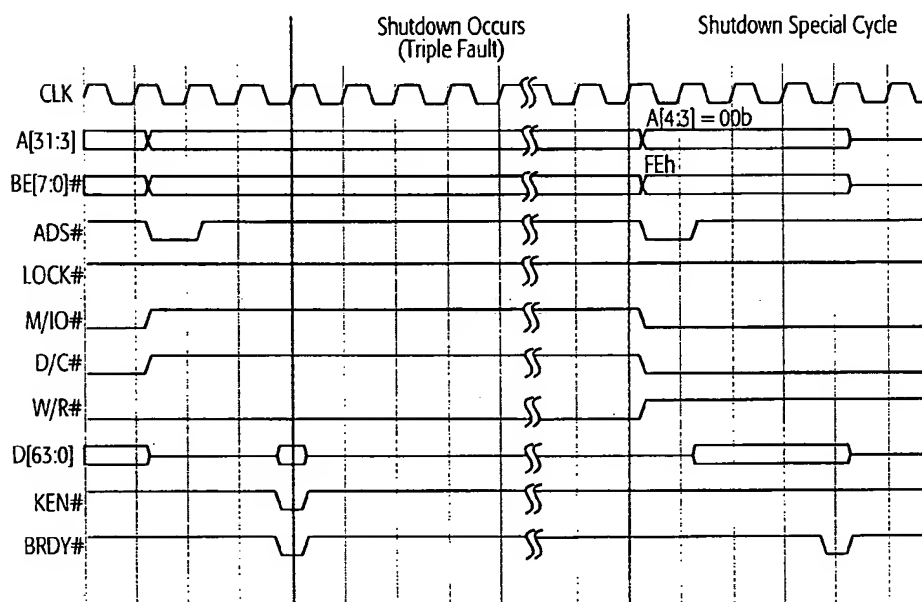 Shutdown Occurs
(Triple Fault)
Shutdown Special Cycle
CLK
A[31:3]
A[4:3] = 00b
BE[7:0]#
FEh
ADS#
LOCK#
M/IO#
D/C#
W/R#
D[63:0]
KEN#
BRDY#